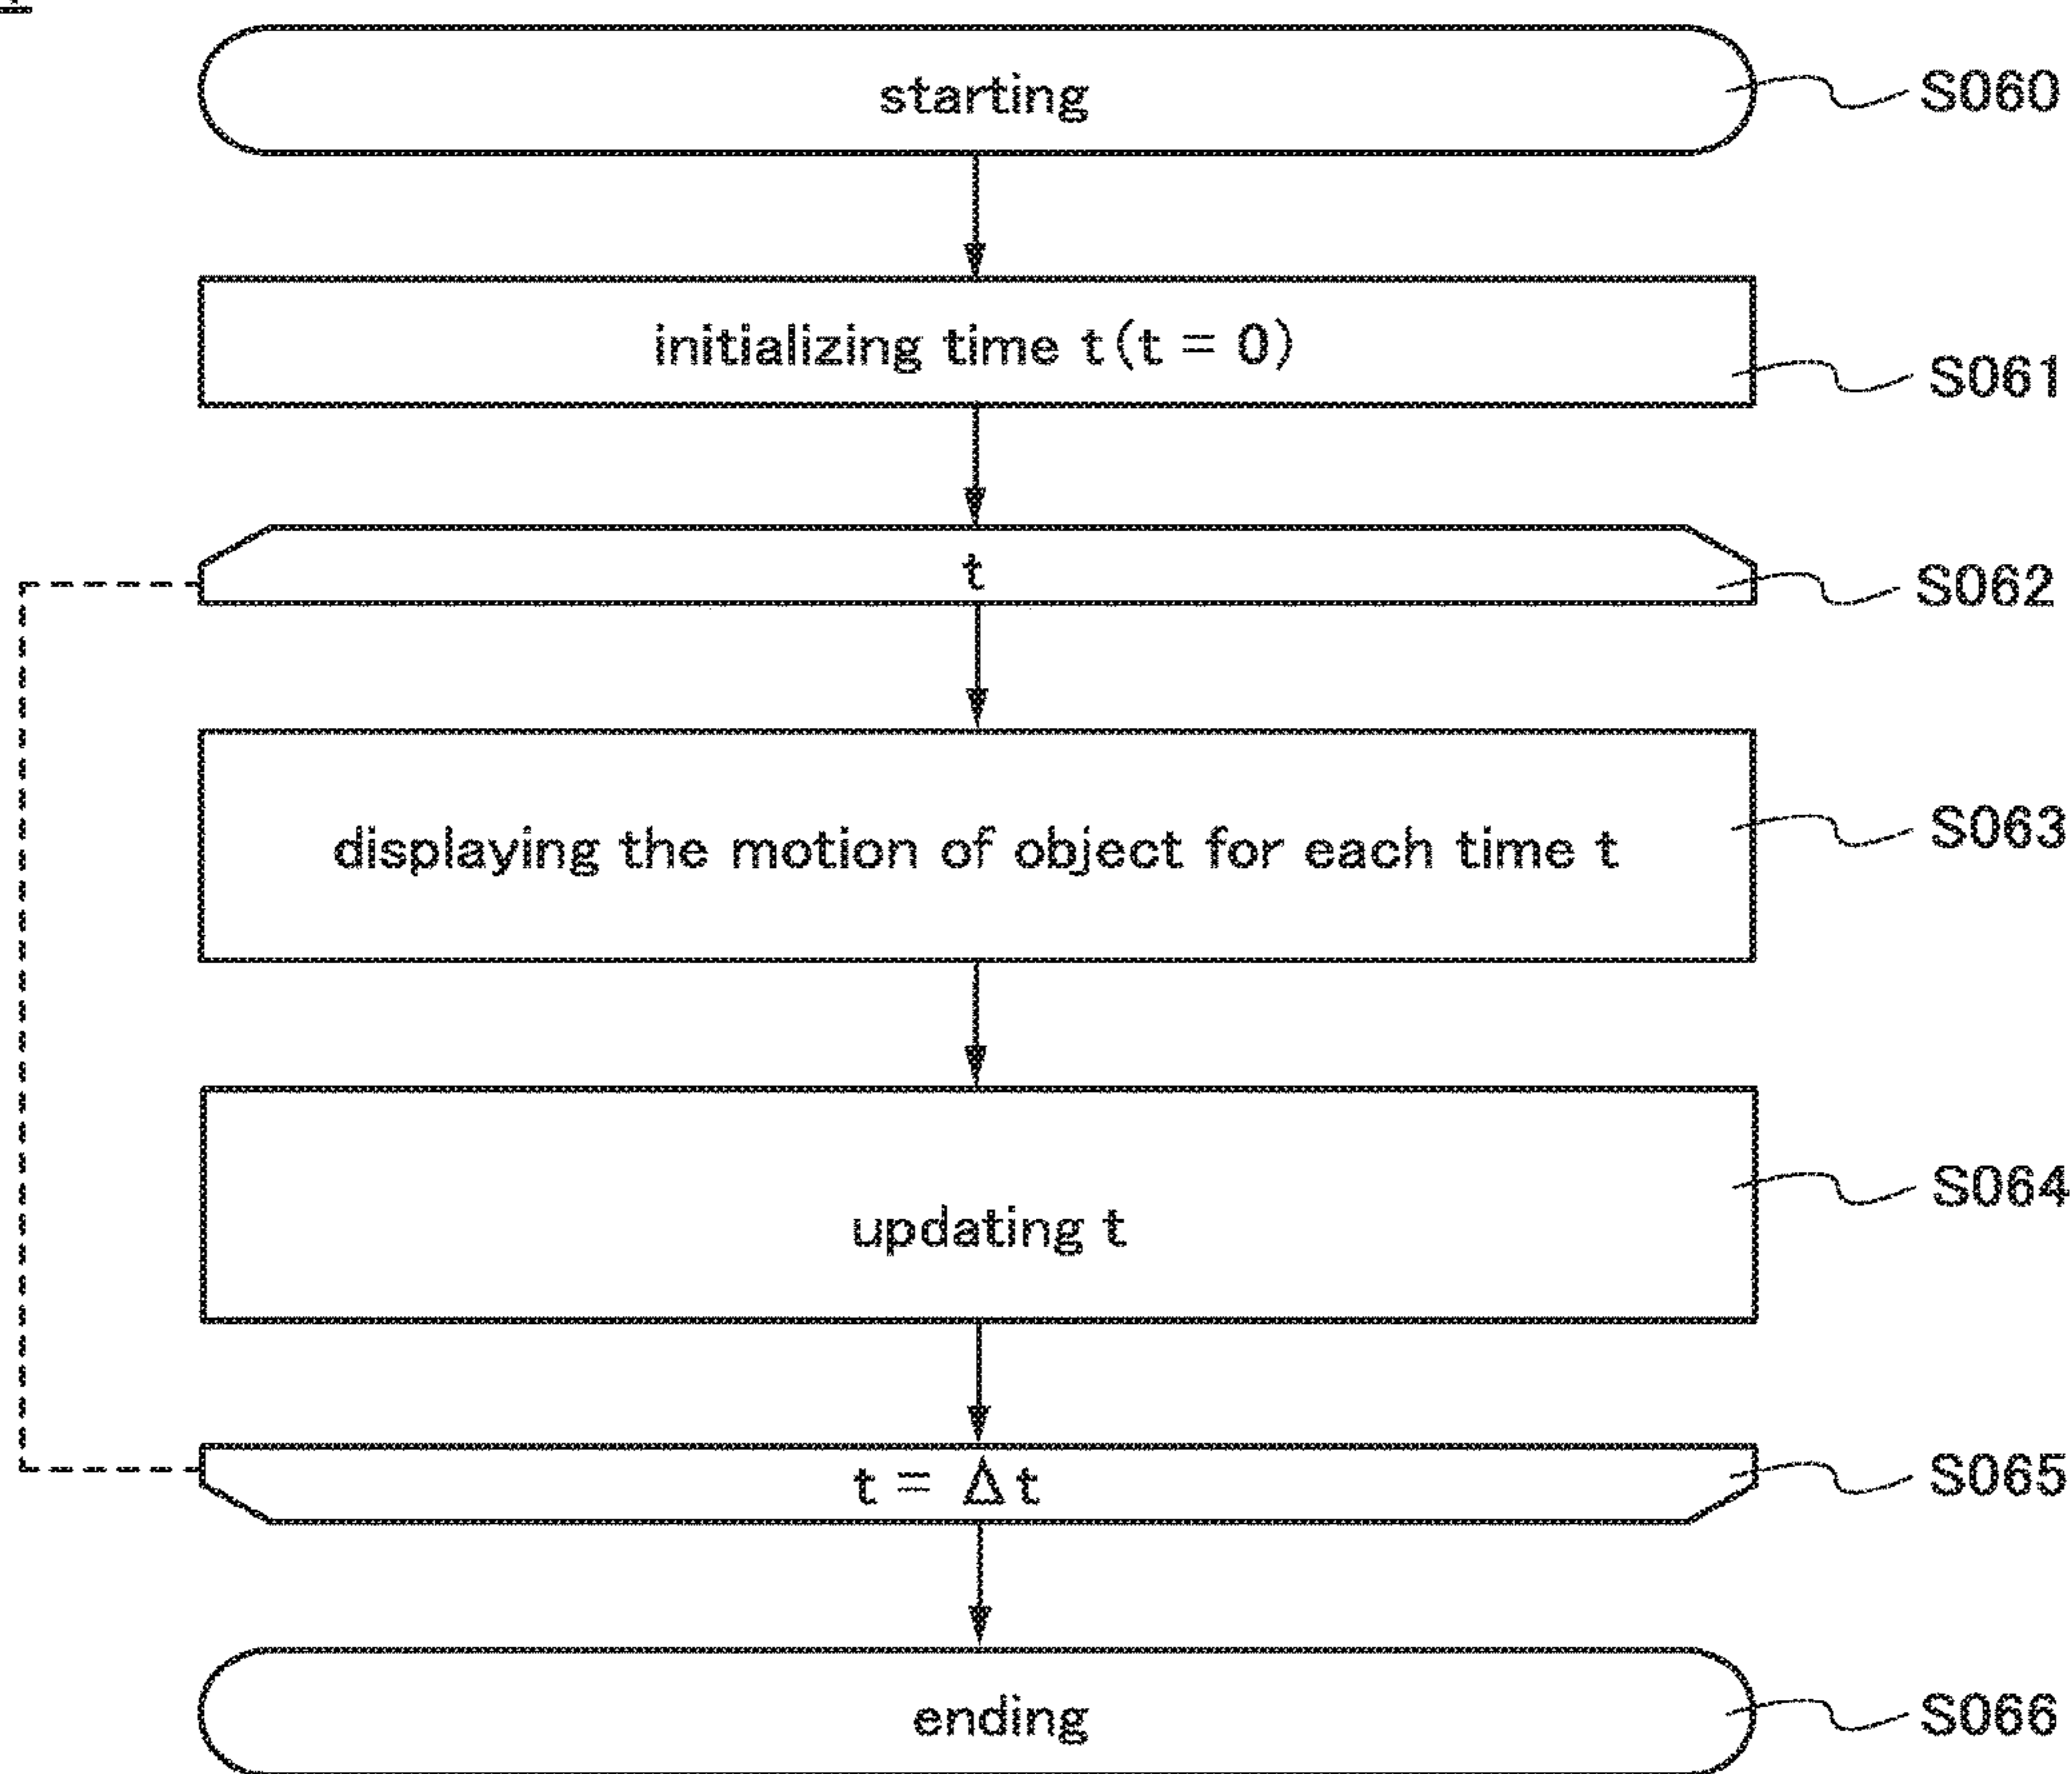 starting
S060
initializing time t(t = 0)
S061
t
S062
displaying the motion of object for each time t
S063
updating t
S064
t = Δt
S065
ending
S066